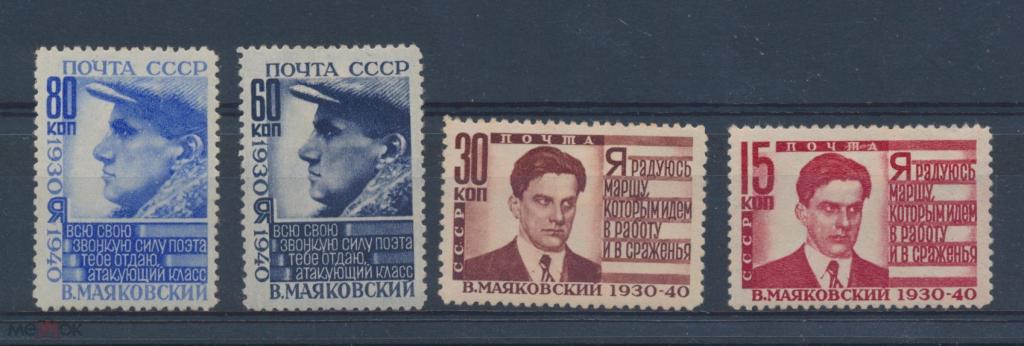 ПОЧТА СССР
80
КОП
1930
1940
ВСЮ СВОЮ
ЗВОНКУЮ СИЛУ ПОЭТА
ТЕБЕ ОТДАЮ,
АТАКУЮЩИЙ КЛАСС
В. МАЯКОВСКИЙ
ПОЧТА СССР
60
КОП
1930
1940
ВСЮ СВОЮ
ЗВОНКУЮ СИЛУ ПОЭТА
ТЕБЕ ОТДАЮ,
АТАКУЮЩИЙ КЛАСС
В. МАЯКОВСКИЙ
ПОЧТА
30
КОП
СССР
Я РАДУЮСЬ
МАРШУ,
КОТОРЫМ ИДЕМ
В РАБОТУ
И В СРАЖЕНЬЯ
В. МАЯКОВСКИЙ 1930-40
ПОЧТА
15
КОП
СССР
Я РАДУЮСЬ
МАРШУ,
КОТОРЫМ ИДЕМ
В РАБОТУ
И В СРАЖЕНЬЯ
В. МАЯКОВСКИЙ 1930-40
Мешок